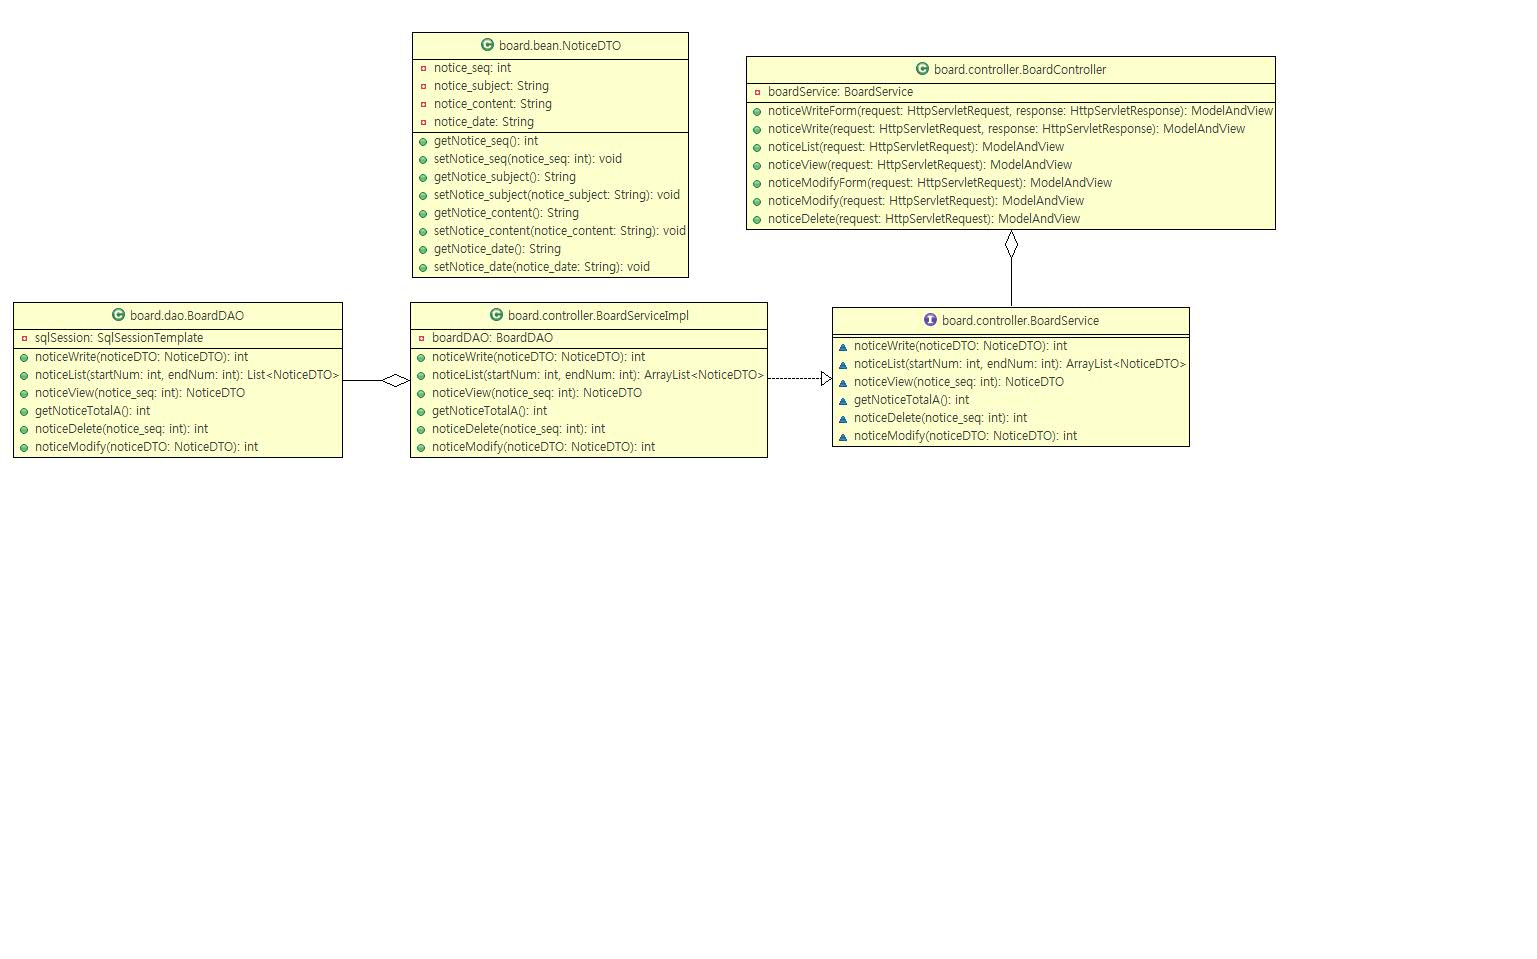 board.bean.NoticeDTO
notice_seq: int
notice_subject: String
notice_content: String
notice_date: String
getNotice_seq(): int
setNotice_seq(notice_seq: int): void
getNotice_subject(): String
setNotice_subject(notice_subject: String): void
getNotice_content(): String
setNotice_content(notice_content: String): void
getNotice_date(): String
setNotice_date(notice_date: String): void
board.controller.BoardController
boardService: BoardService
noticeWriteForm(request: HttpServletRequest, response: HttpServletResponse): ModelAndView
noticeWrite(request: HttpServletRequest, response: HttpServletResponse): ModelAndView
noticeList(request: HttpServletRequest): ModelAndView
noticeView(request: HttpServletRequest): ModelAndView
noticeModifyForm(request: HttpServletRequest): ModelAndView
noticeModify(request: HttpServletRequest): ModelAndView
noticeDelete(request: HttpServletRequest): ModelAndView
board.dao.BoardDAO
sqlSession: SqlSessionTemplate
noticeWrite(noticeDTO: NoticeDTO): int
noticeList(startNum: int, endNum: int): List<NoticeDTO>
noticeView(notice_seq: int): NoticeDTO
getNoticeTotalA(): int
noticeDelete(notice_seq: int): int
noticeModify(noticeDTO: NoticeDTO): int
board.controller.BoardServiceImpl
boardDAO: BoardDAO
noticeWrite(noticeDTO: NoticeDTO): int
noticeList(startNum: int, endNum: int): ArrayList<NoticeDTO>
noticeView(notice_seq: int): NoticeDTO
getNoticeTotalA(): int
noticeDelete(notice_seq: int): int
noticeModify(noticeDTO: NoticeDTO): int
board.controller.BoardService
noticeWrite(noticeDTO: NoticeDTO): int
noticeList(startNum: int, endNum: int): ArrayList<NoticeDTO>
noticeView(notice_seq: int): NoticeDTO
getNoticeTotalA(): int
noticeDelete(notice_seq: int): int
noticeModify(noticeDTO: NoticeDTO): int